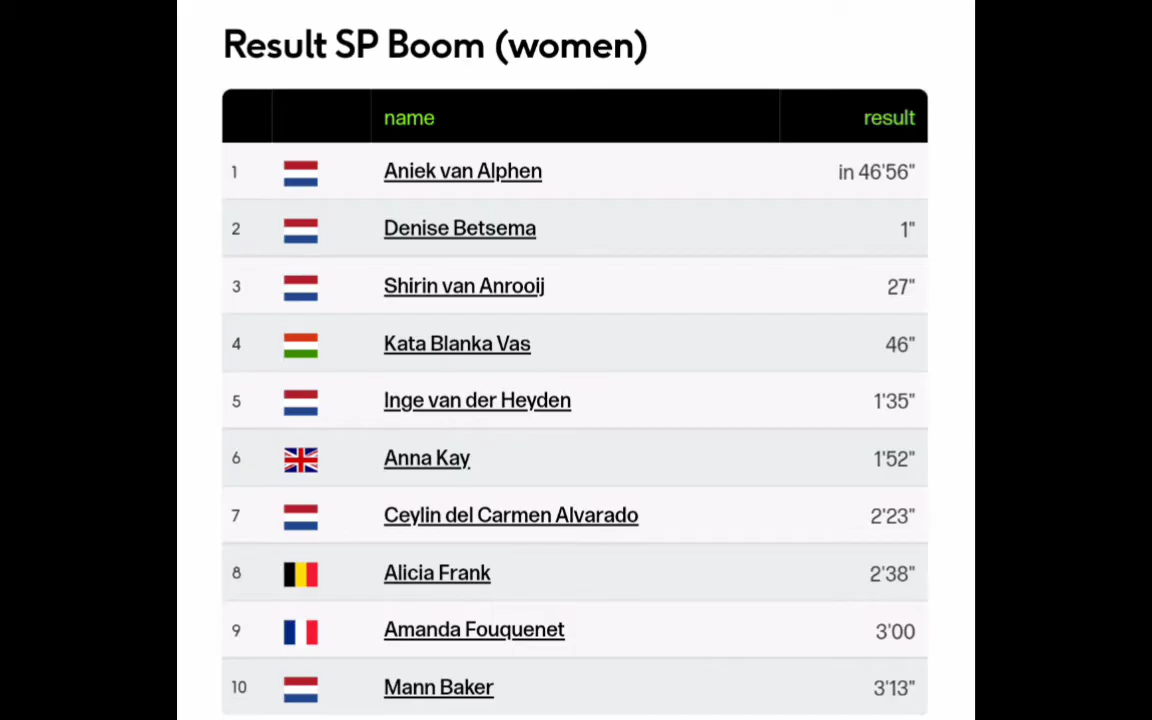 Result SP Boom (women)
name result
1 Aniek van Alphen in 46'56"
2 Denise Betsema 1"
3 Shirin van Anrooij 27"
4 Kata Blanka Vas 46"
5 Inge van der Heyden 1'35"
6 Anna Kay 1'52"
7 Ceylin del Carmen Alvarado 2'23"
8 Alicia Frank 2'38"
9 Amanda Fouquenet 3'00
10 Mann Baker 3'13"